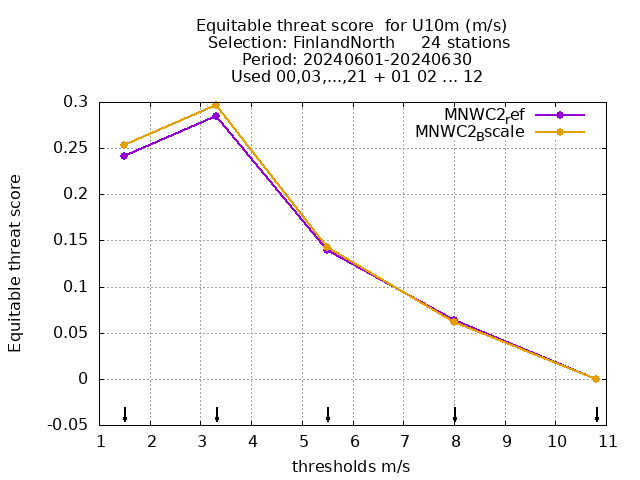 Equitable threat score  for U10m (m/s)
Selection: FinlandNorth     24 stations
Period: 20240601-20240630
Used 00,03,...,21 + 01 02 ... 12
MNWC2_ref
MNWC2_Bscale
Equitable threat score
0.3
0.25
0.2
0.15
0.1
0.05
0
-0.05
1 2 3 4 5 6 7 8 9 10 11
thresholds m/s